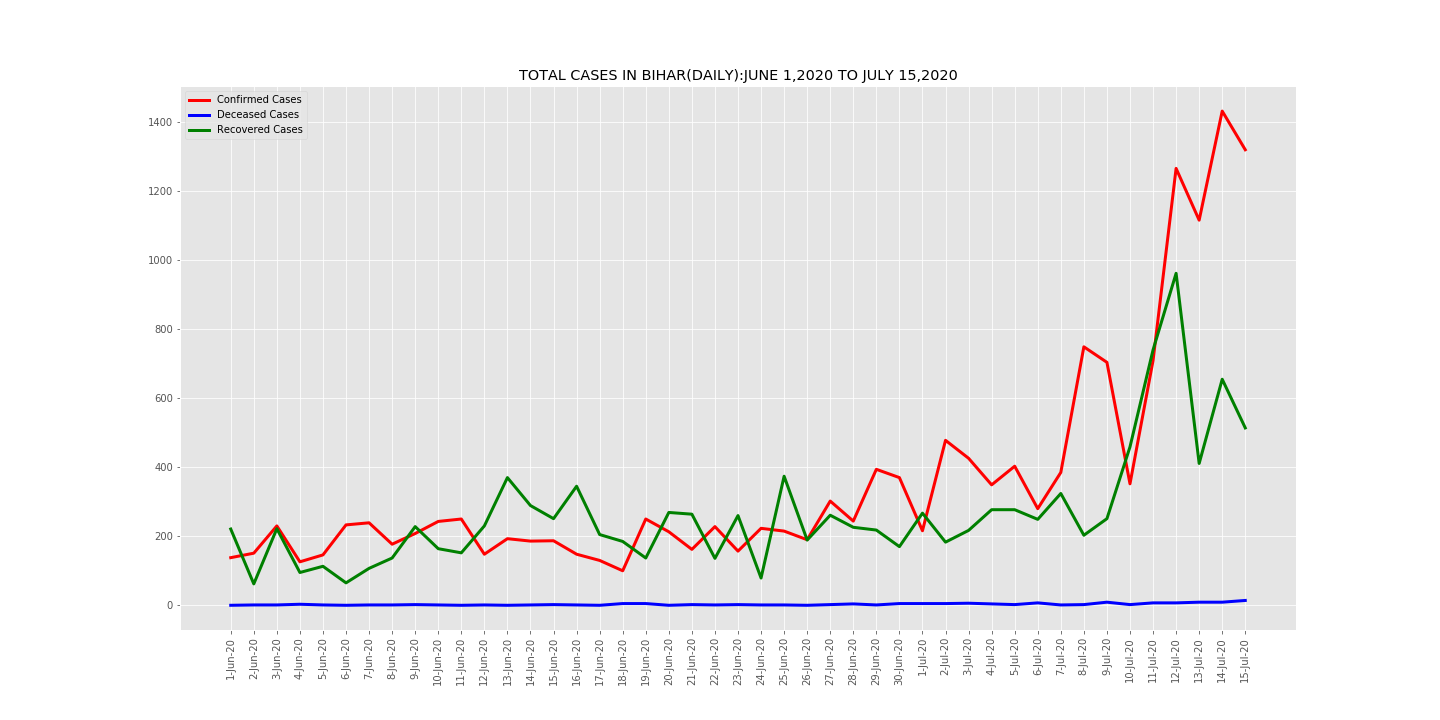 TOTAL CASES IN BIHAR(DAILY):JUNE 1,2020 TO JULY 15,2020
Confirmed Cases
Deceased Cases
Recovered Cases
1400
1200
1000
800
600
400
200
0
1-Jun-20
2-Jun-20
3-Jun-20
4-Jun-20
5-Jun-20
6-Jun-20
7-Jun-20
8-Jun-20
9-Jun-20
10-Jun-20
11-Jun-20
12-Jun-20
13-Jun-20
14-Jun-20
15-Jun-20
16-Jun-20
17-Jun-20
18-Jun-20
19-Jun-20
20-Jun-20
21-Jun-20
22-Jun-20
23-Jun-20
24-Jun-20
25-Jun-20
26-Jun-20
27-Jun-20
28-Jun-20
29-Jun-20
30-Jun-20
1-Jul-20
2-Jul-20
3-Jul-20
4-Jul-20
5-Jul-20
6-Jul-20
7-Jul-20
8-Jul-20
9-Jul-20
10-Jul-20
11-Jul-20
12-Jul-20
13-Jul-20
14-Jul-20
15-Jul-20